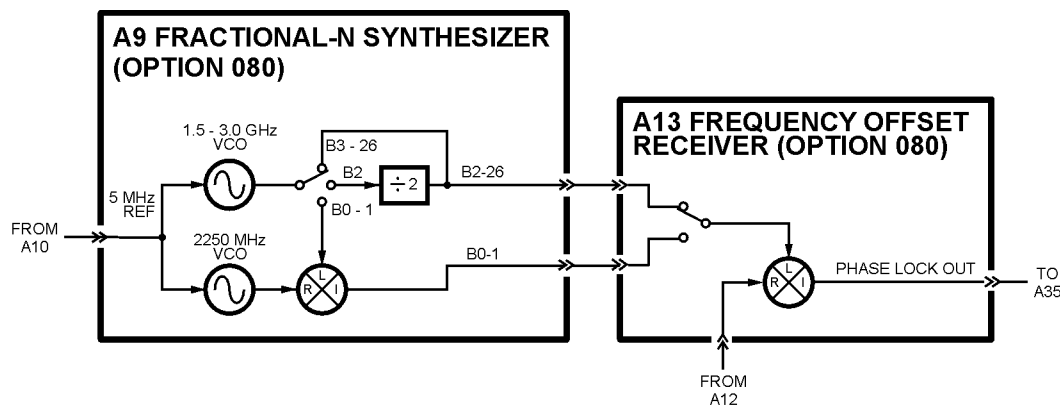 A9 FRACTIONAL-N SYNTHESIZER
(OPTION 080)
1.5 - 3.0 GHz
VCO
B3 - 26
B2
÷ 2
B2-26
5 MHz
REF
B0 - 1
FROM
A10
2250 MHz
VCO
L
R
I
B0-1
A13 FREQUENCY OFFSET
RECEIVER (OPTION 080)
L
R
I
PHASE LOCK OUT
TO
A35
FROM
A12